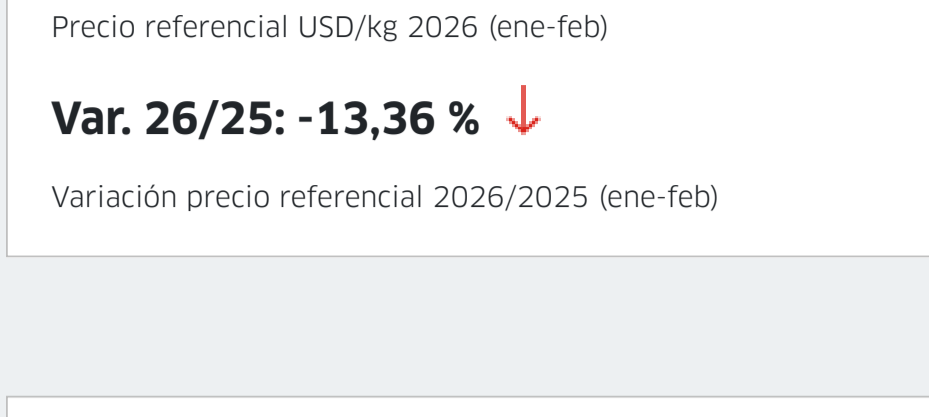 Precio referencial USD/kg 2026 (ene-feb)
Var. 26/25: -13,36 %
Variación precio referencial 2026/2025 (ene-feb)